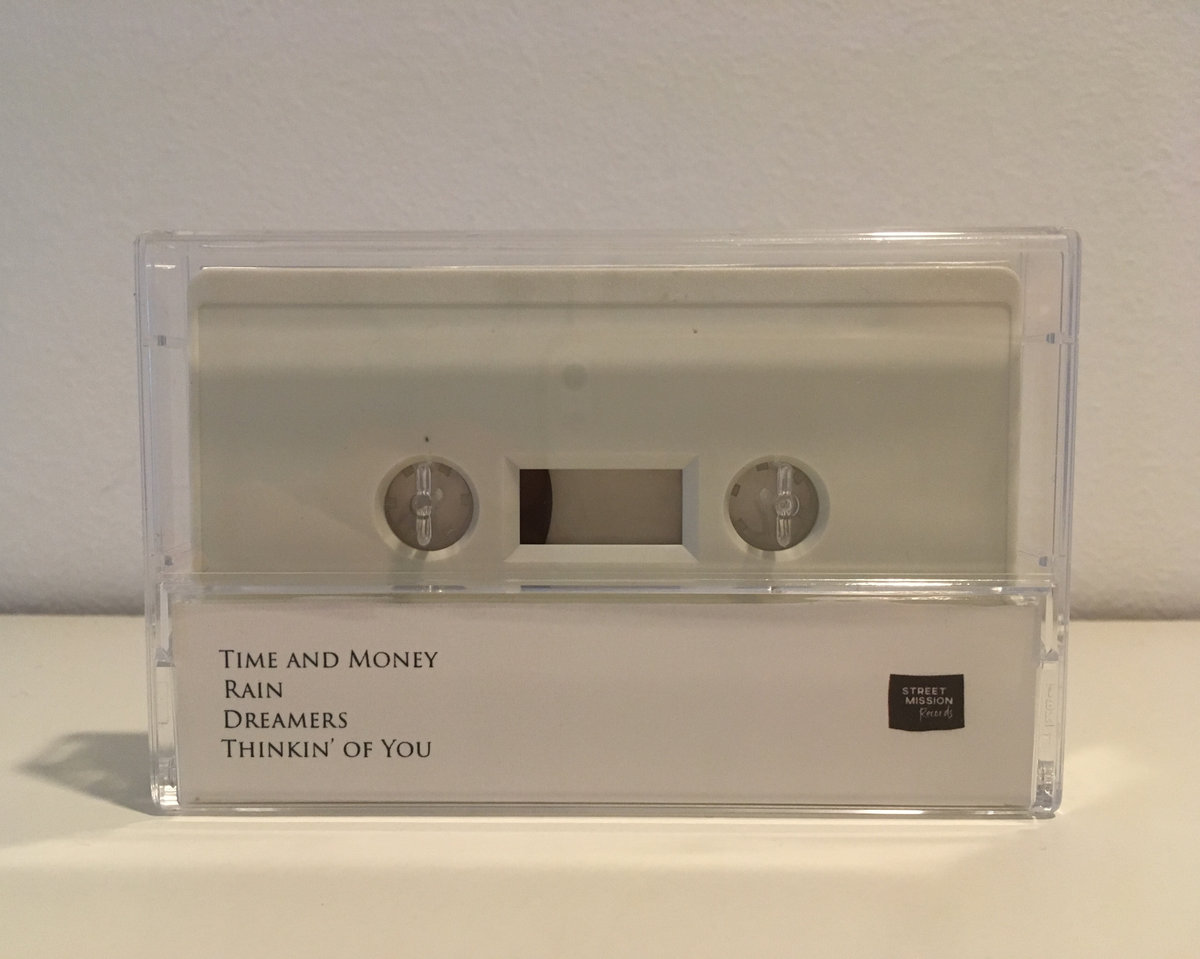 Time and Money
Rain
Dreamers
Thinkin' of You
STREET
MISSION
Records